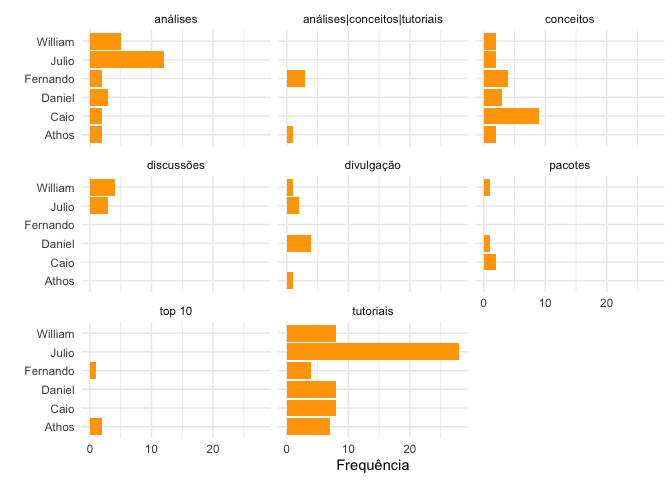 análises
análises|conceitos|tutoriais
conceitos
William
Julio
Fernando
Daniel
Caio
Athos
discussões
divulgação
pacotes
William
Julio
Fernando
Daniel
Caio
Athos
0 10 20
top 10
tutoriais
William
Julio
Fernando
Daniel
Caio
Athos
0 10 20
0 10 20
Frequência